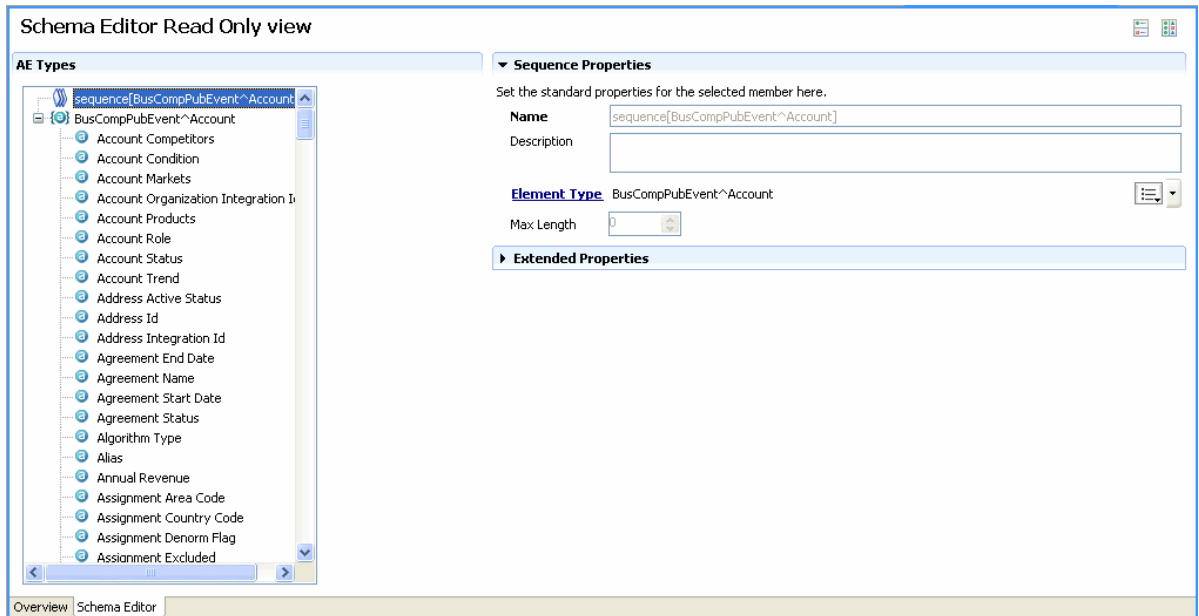 Schema Editor Read Only view
AE Types
sequence[BusCompPubEvent^Account
BusCompPubEvent^Account
Account Competitors
Account Condition
Account Markets
Account Organization Integration I
Account Products
Account Role
Account Status
Account Trend
Address Active Status
Address Id
Address Integration Id
Agreement End Date
Agreement Name
Agreement Start Date
Agreement Status
Algorithm Type
Alias
Annual Revenue
Assignment Area Code
Assignment Country Code
Assignment Denorm Flag
Assignment Excluded
Sequence Properties
Set the standard properties for the selected member here.
Name sequence[BusCompPubEvent^Account]
Description
Element Type BusCompPubEvent^Account
Max Length 0
Extended Properties
Overview Schema Editor